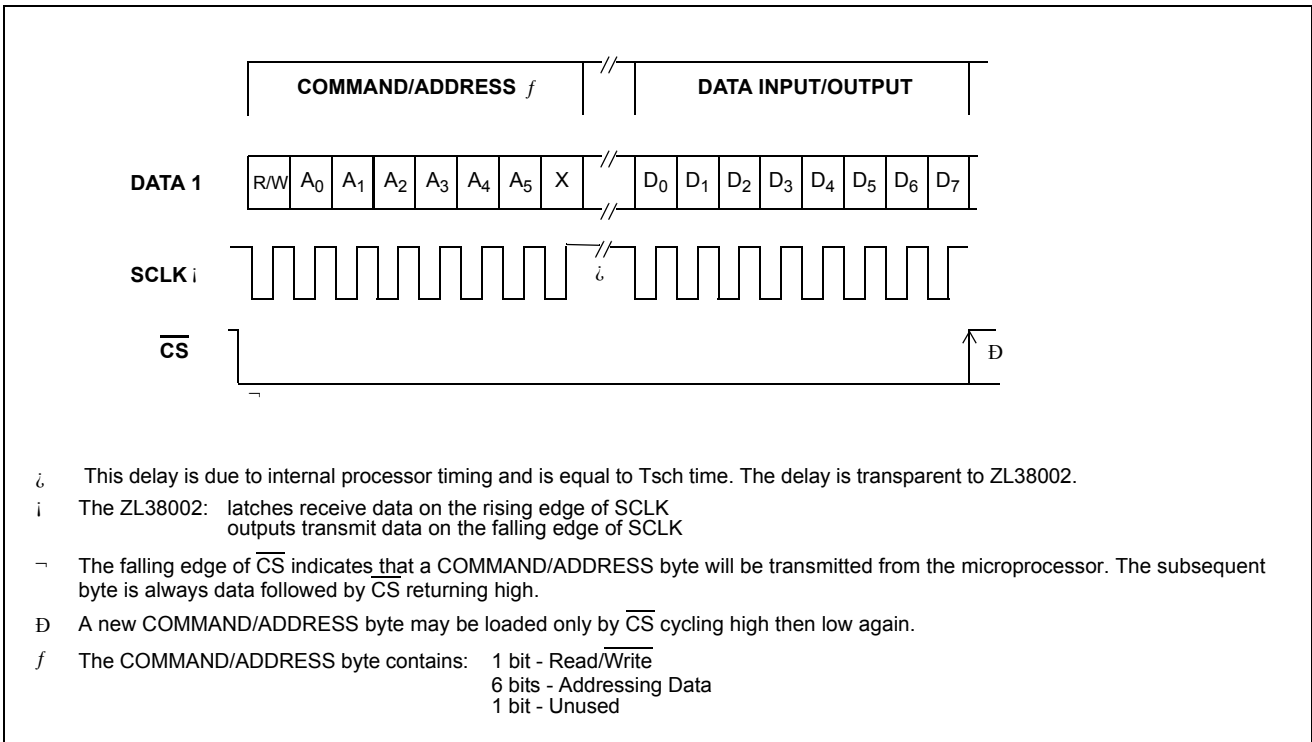 COMMAND/ADDRESS ƒ // DATA INPUT/OUTPUT
DATA 1 R/W A₀ A₁ A₂ A₃ A₄ A₅ X // D₀ D₁ D₂ D₃ D₄ D₅ D₆ D₇
//
SCLK ¡ //
¿
C̅S̅ Ð
¬
¿ This delay is due to internal processor timing and is equal to Tsch time. The delay is transparent to ZL38002.
¡ The ZL38002: latches receive data on the rising edge of SCLK
outputs transmit data on the falling edge of SCLK
¬ The falling edge of C̅S̅ indicates that a COMMAND/ADDRESS byte will be transmitted from the microprocessor. The subsequent
byte is always data followed by C̅S̅ returning high.
Ð A new COMMAND/ADDRESS byte may be loaded only by C̅S̅ cycling high then low again.
ƒ The COMMAND/ADDRESS byte contains: 1 bit - Read/W̅r̅i̅t̅e̅
6 bits - Addressing Data
1 bit - Unused